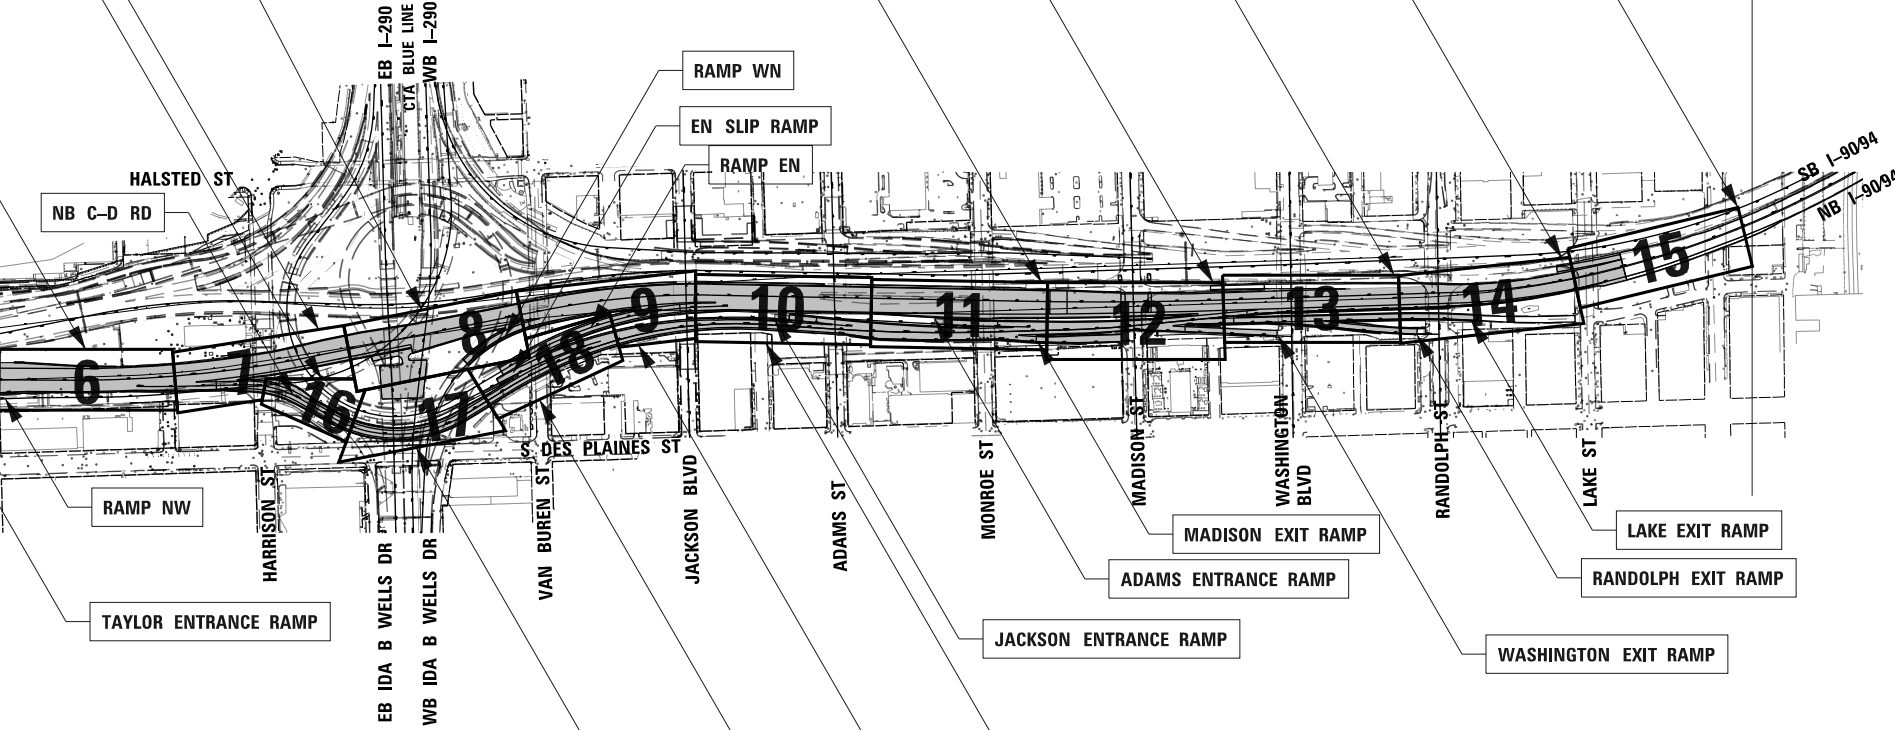 EB I-290
CTA BLUE LINE
WB I-290
RAMP WN
EN SLIP RAMP
RAMP EN
HALSTED ST
NB C-D RD
SB I-90/94
NB I-90/94
6
7
8
9
10
11
12
13
14
15
16
17
18
S DES PLAINES ST
RAMP NW
TAYLOR ENTRANCE RAMP
HARRISON ST
EB IDA B WELLS DR
WB IDA B WELLS DR
VAN BUREN ST
JACKSON BLVD
ADAMS ST
MONROE ST
MADISON ST
WASHINGTON
BLVD
RANDOLPH ST
LAKE ST
MADISON EXIT RAMP
ADAMS ENTRANCE RAMP
JACKSON ENTRANCE RAMP
LAKE EXIT RAMP
RANDOLPH EXIT RAMP
WASHINGTON EXIT RAMP